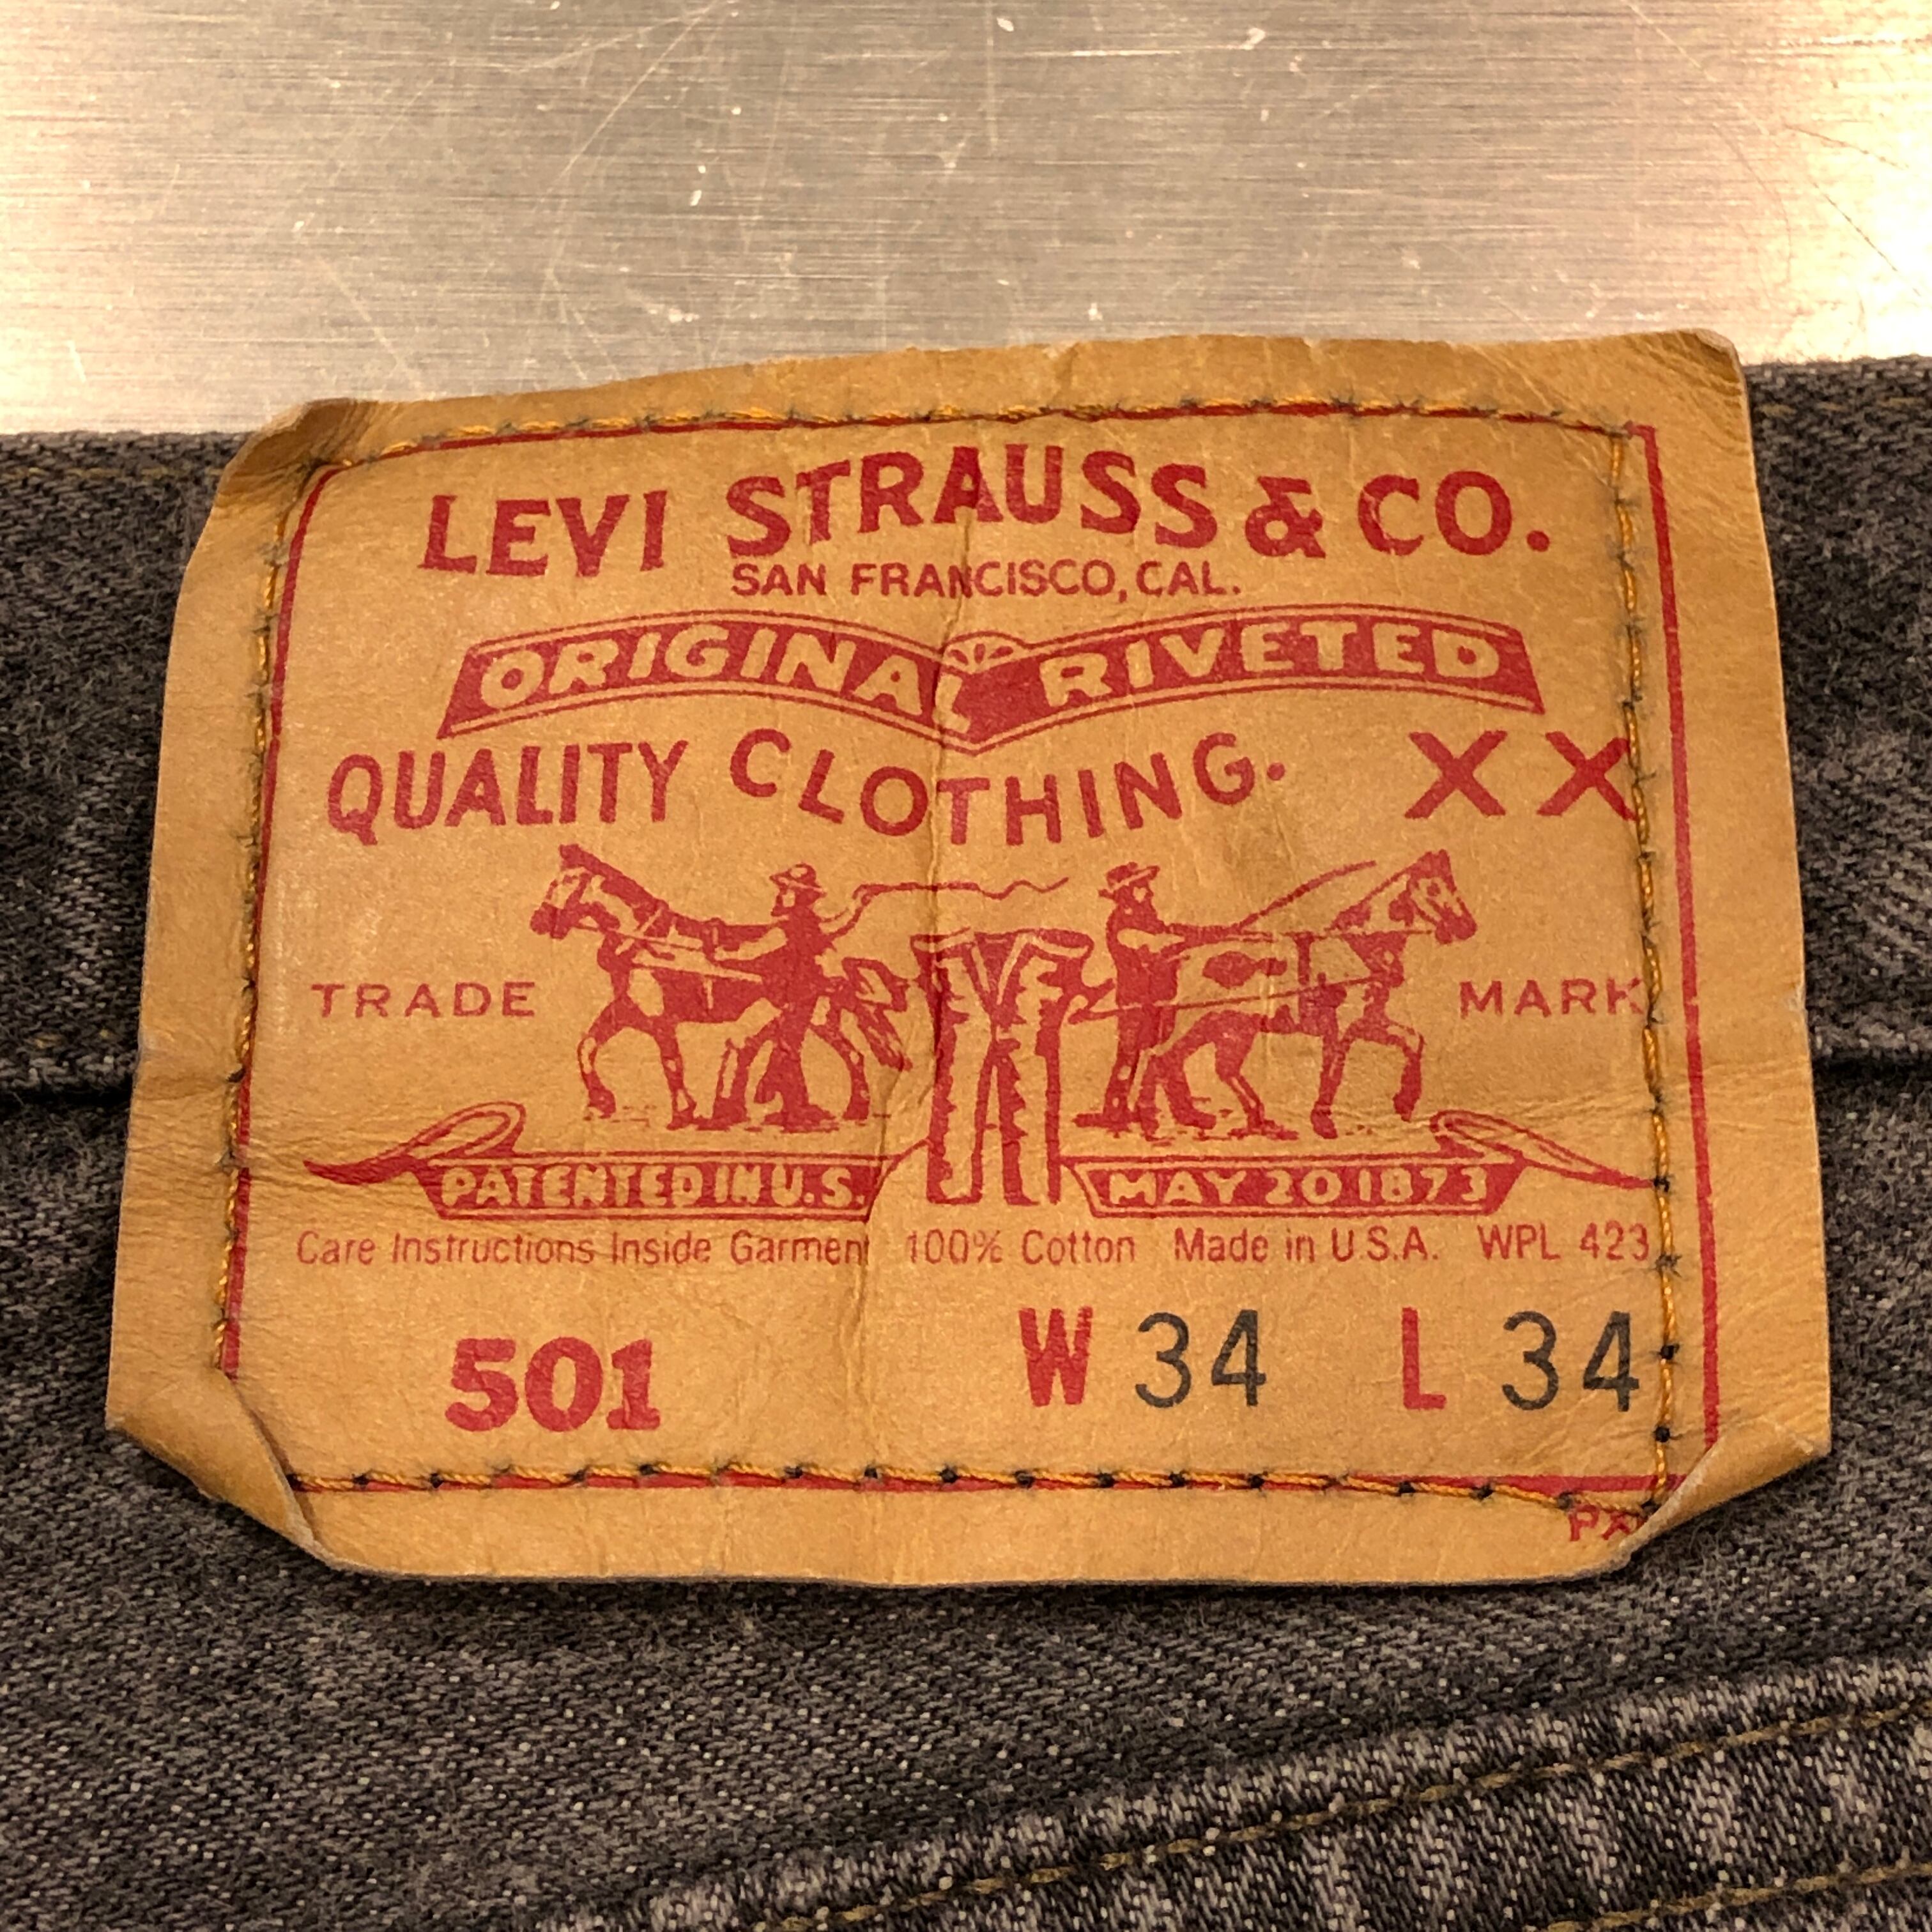 LEVI STRAUSS & CO.
SAN FRANCISCO, CAL.
ORIGINAL RIVETED
QUALITY CLOTHING. XX
TRADE MARK
PATENTED IN U.S. MAY 20 1873
Care Instructions Inside Garment 100% Cotton Made in U.S.A. WPL 423
501 W 34 L 34